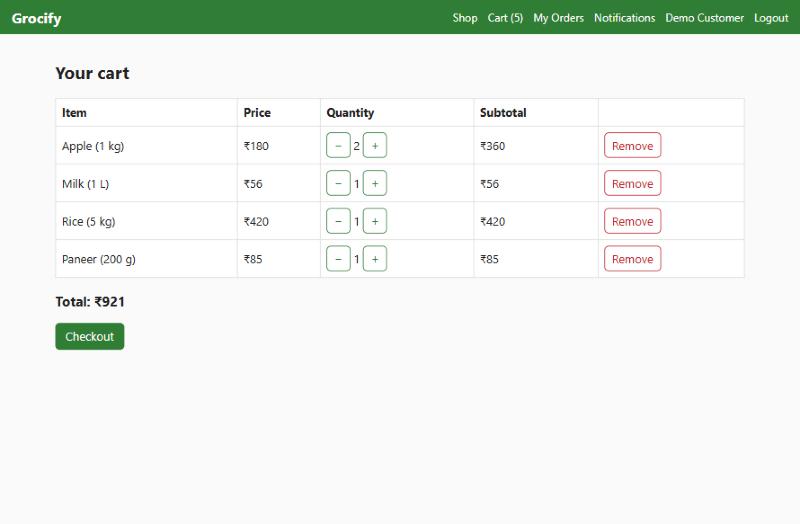 Grocify Shop Cart (5) My Orders Notifications Demo Customer Logout
Your cart
Item Price Quantity Subtotal
Apple (1 kg) ₹180 − 2 + ₹360 Remove
Milk (1 L) ₹56 − 1 + ₹56 Remove
Rice (5 kg) ₹420 − 1 + ₹420 Remove
Paneer (200 g) ₹85 − 1 + ₹85 Remove
Total: ₹921
Checkout